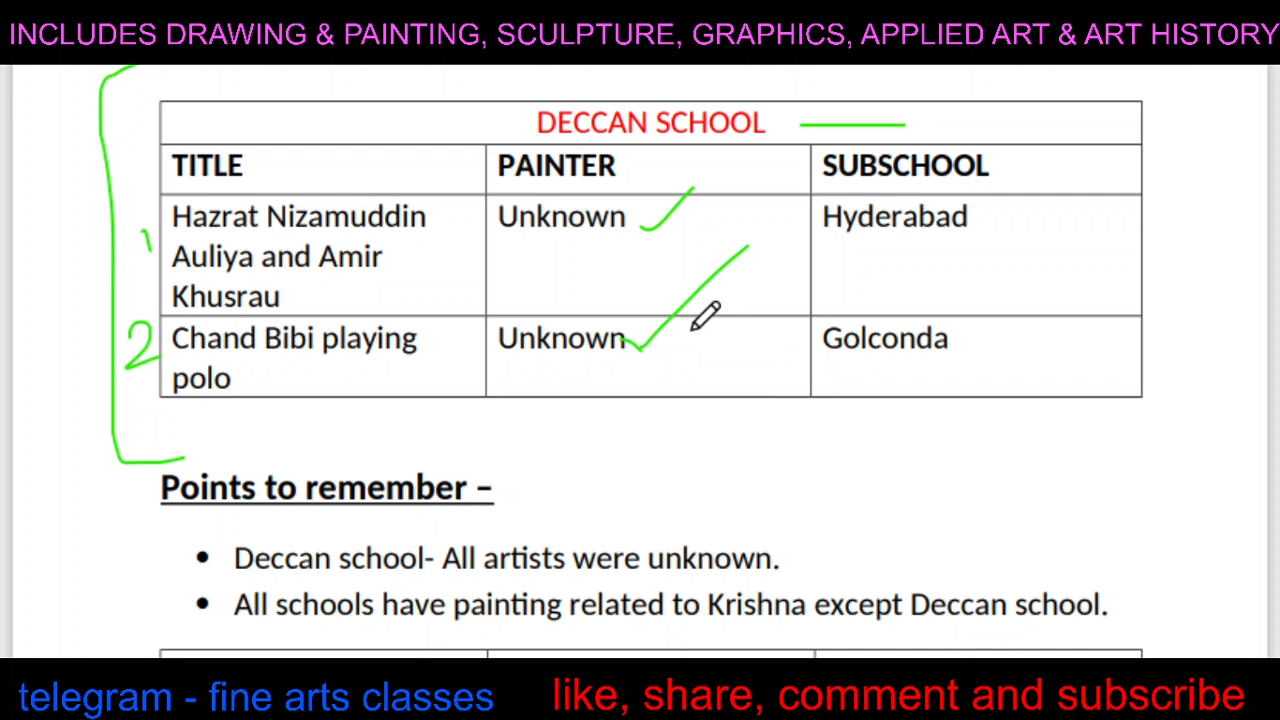 INCLUDES DRAWING & PAINTING, SCULPTURE, GRAPHICS, APPLIED ART & ART HISTORY
DECCAN SCHOOL
TITLE PAINTER SUBSCHOOL
1 Hazrat Nizamuddin Unknown Hyderabad
Auliya and Amir
Khusrau
2 Chand Bibi playing Unknown Golconda
polo
Points to remember –
• Deccan school- All artists were unknown.
• All schools have painting related to Krishna except Deccan school.
telegram - fine arts classes like, share, comment and subscribe